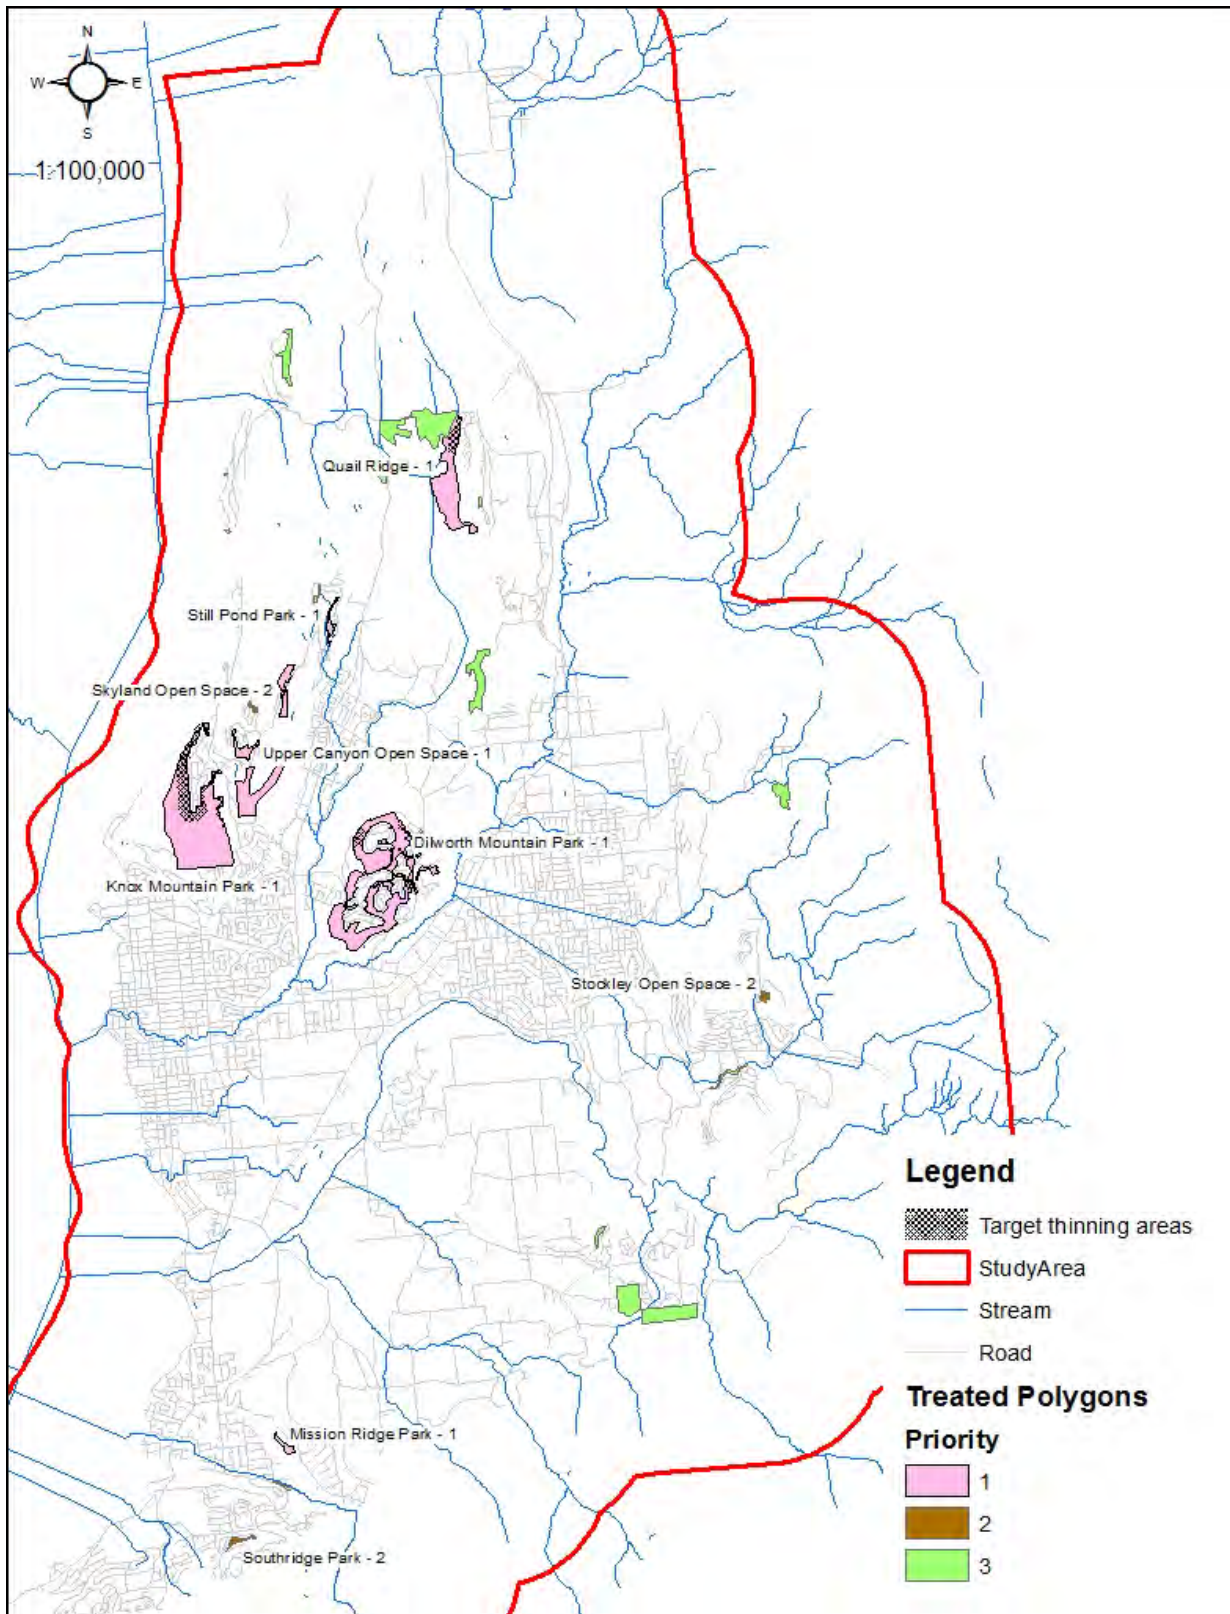 N
W E
S
1:100,000
Quail Ridge - 1
Still Pond Park - 1
Skyland Open Space - 2
Upper Canyon Open Space - 1
Dilworth Mountain Park - 1
Knox Mountain Park - 1
Stockley Open Space - 2
Mission Ridge Park - 1
Southridge Park - 2
Legend
Target thinning areas
StudyArea
Stream
Road
Treated Polygons
Priority
1
2
3